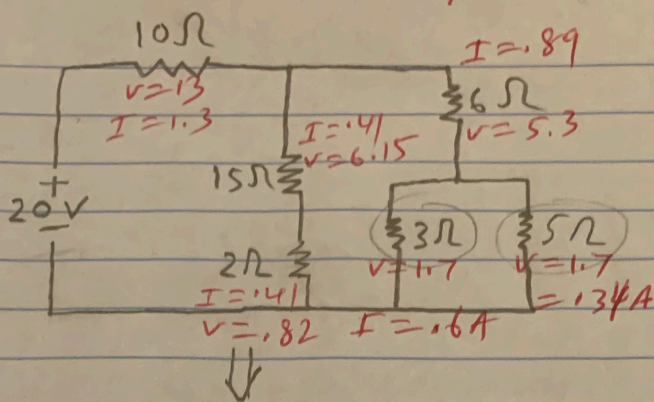 10Ω
V=13
I=1.3
I=.89
6Ω
V=5.3
I=.41
V=6.15
15Ω
+
20V
-
3Ω
V=1.7
5Ω
V=1.7
=.34A
2Ω
I=.41
V=.82
I=.6A